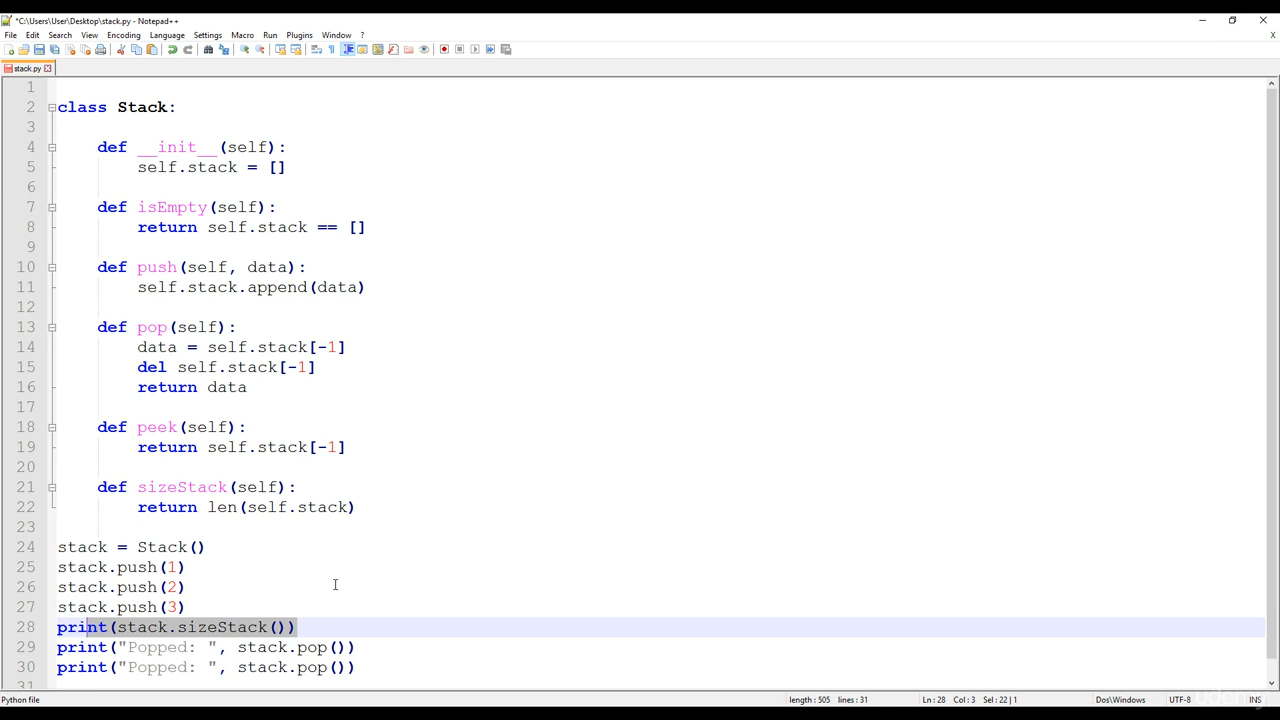 *C:\Users\User\Desktop\stack.py - Notepad++
File Edit Search View Encoding Language Settings Macro Run Plugins Window ? X
stack.py
1
2 class Stack:
3
4 def __init__(self):
5 self.stack = []
6
7 def isEmpty(self):
8 return self.stack == []
9
10 def push(self, data):
11 self.stack.append(data)
12
13 def pop(self):
14 data = self.stack[-1]
15 del self.stack[-1]
16 return data
17
18 def peek(self):
19 return self.stack[-1]
20
21 def sizeStack(self):
22 return len(self.stack)
23
24 stack = Stack()
25 stack.push(1)
26 stack.push(2)
27 stack.push(3)
28 print(stack.sizeStack())
29 print("Popped: ", stack.pop())
30 print("Popped: ", stack.pop())
31
Python file length : 505 lines : 31 Ln : 28 Col : 3 Sel : 22 | 1 Dos\Windows UTF-8 INS